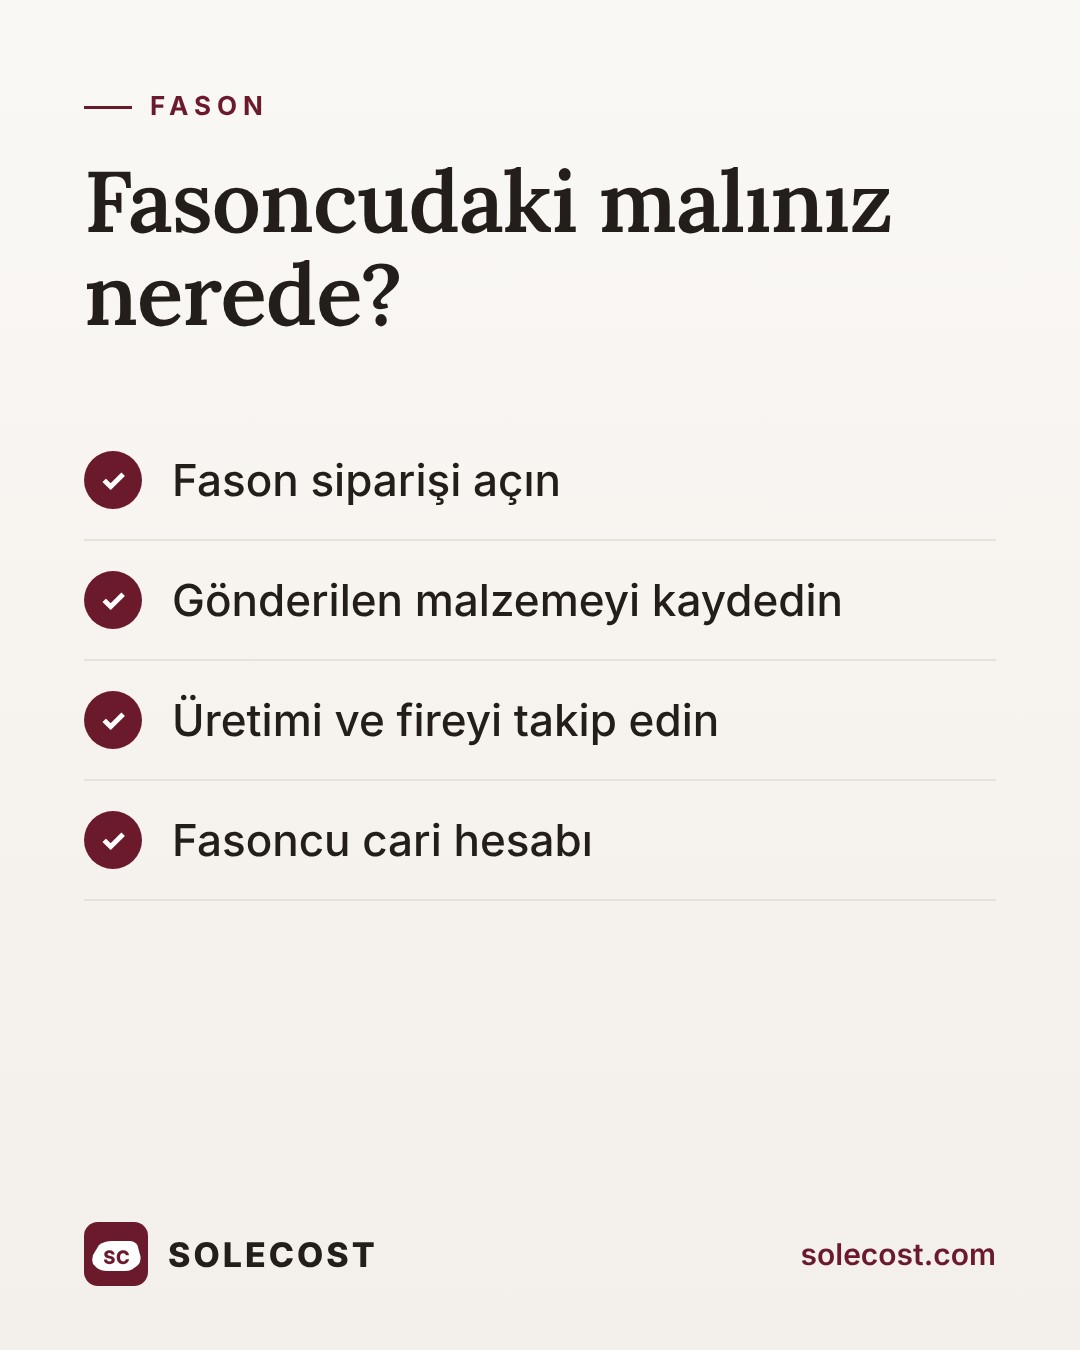 FASON
Fasoncudaki malınız
nerede?
Fason siparişi açın
Gönderilen malzemeyi kaydedin
Üretimi ve fireyi takip edin
Fasoncu cari hesabı
SC SOLECOST
solecost.com